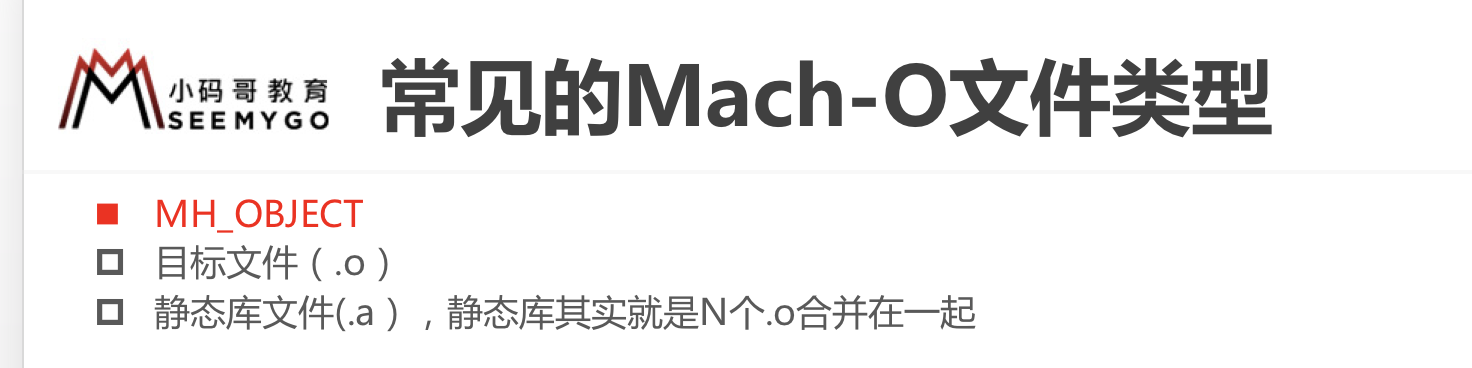 小码哥教育
SEEMYGO
常见的Mach-O文件类型
MH_OBJECT
目标文件（.o）
静态库文件(.a），静态库其实就是N个.o合并在一起